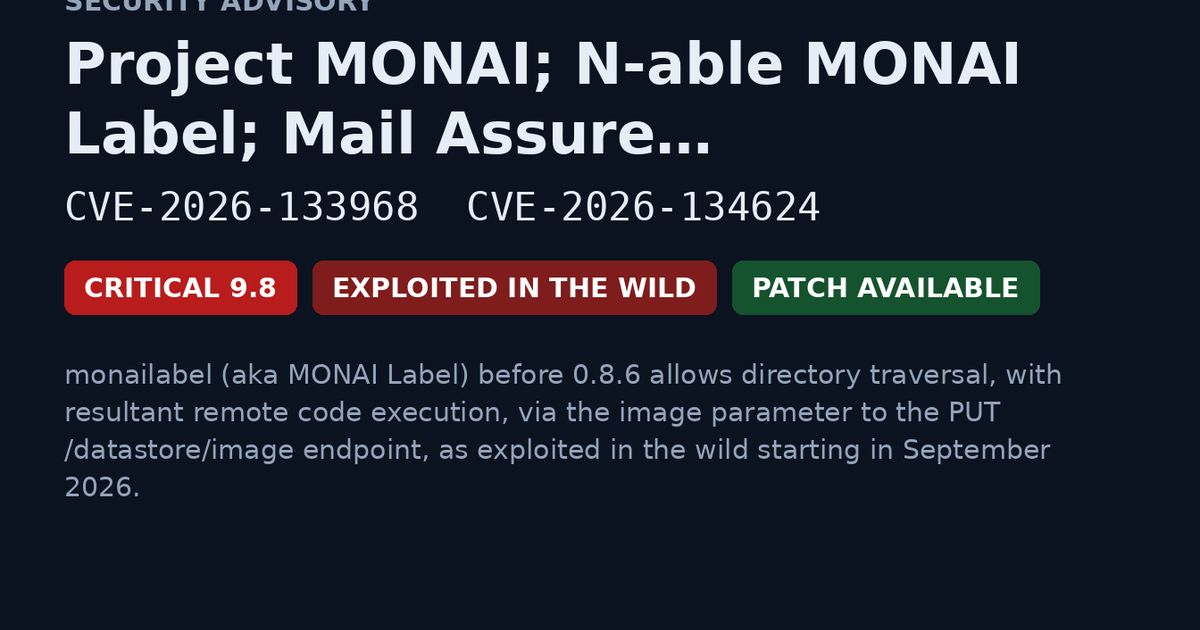 SECURITY ADVISORY
Project MONAI; N-able MONAI
Label; Mail Assure…
CVE-2026-133968 CVE-2026-134624
CRITICAL 9.8 EXPLOITED IN THE WILD PATCH AVAILABLE
monailabel (aka MONAI Label) before 0.8.6 allows directory traversal, with
resultant remote code execution, via the image parameter to the PUT
/datastore/image endpoint, as exploited in the wild starting in September
2026.